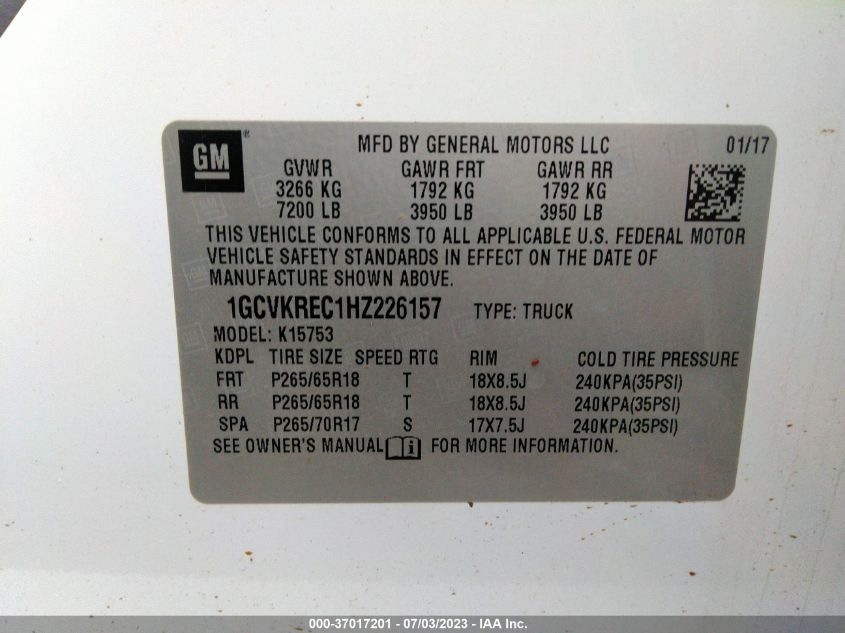 GM ®
MFD BY GENERAL MOTORS LLC 01/17
GVWR GAWR FRT GAWR RR
3266 KG 1792 KG 1792 KG
7200 LB 3950 LB 3950 LB
THIS VEHICLE CONFORMS TO ALL APPLICABLE U.S. FEDERAL MOTOR
VEHICLE SAFETY STANDARDS IN EFFECT ON THE DATE OF
MANUFACTURE SHOWN ABOVE.
1GCVKREC1HZ226157 TYPE: TRUCK
MODEL: K15753
KDPL TIRE SIZE SPEED RTG RIM COLD TIRE PRESSURE
FRT P265/65R18 T 18X8.5J 240KPA(35PSI)
RR P265/65R18 T 18X8.5J 240KPA(35PSI)
SPA P265/70R17 S 17X7.5J 240KPA(35PSI)
SEE OWNER'S MANUAL i FOR MORE INFORMATION.
000-37017201 - 07/03/2023 - IAA Inc.